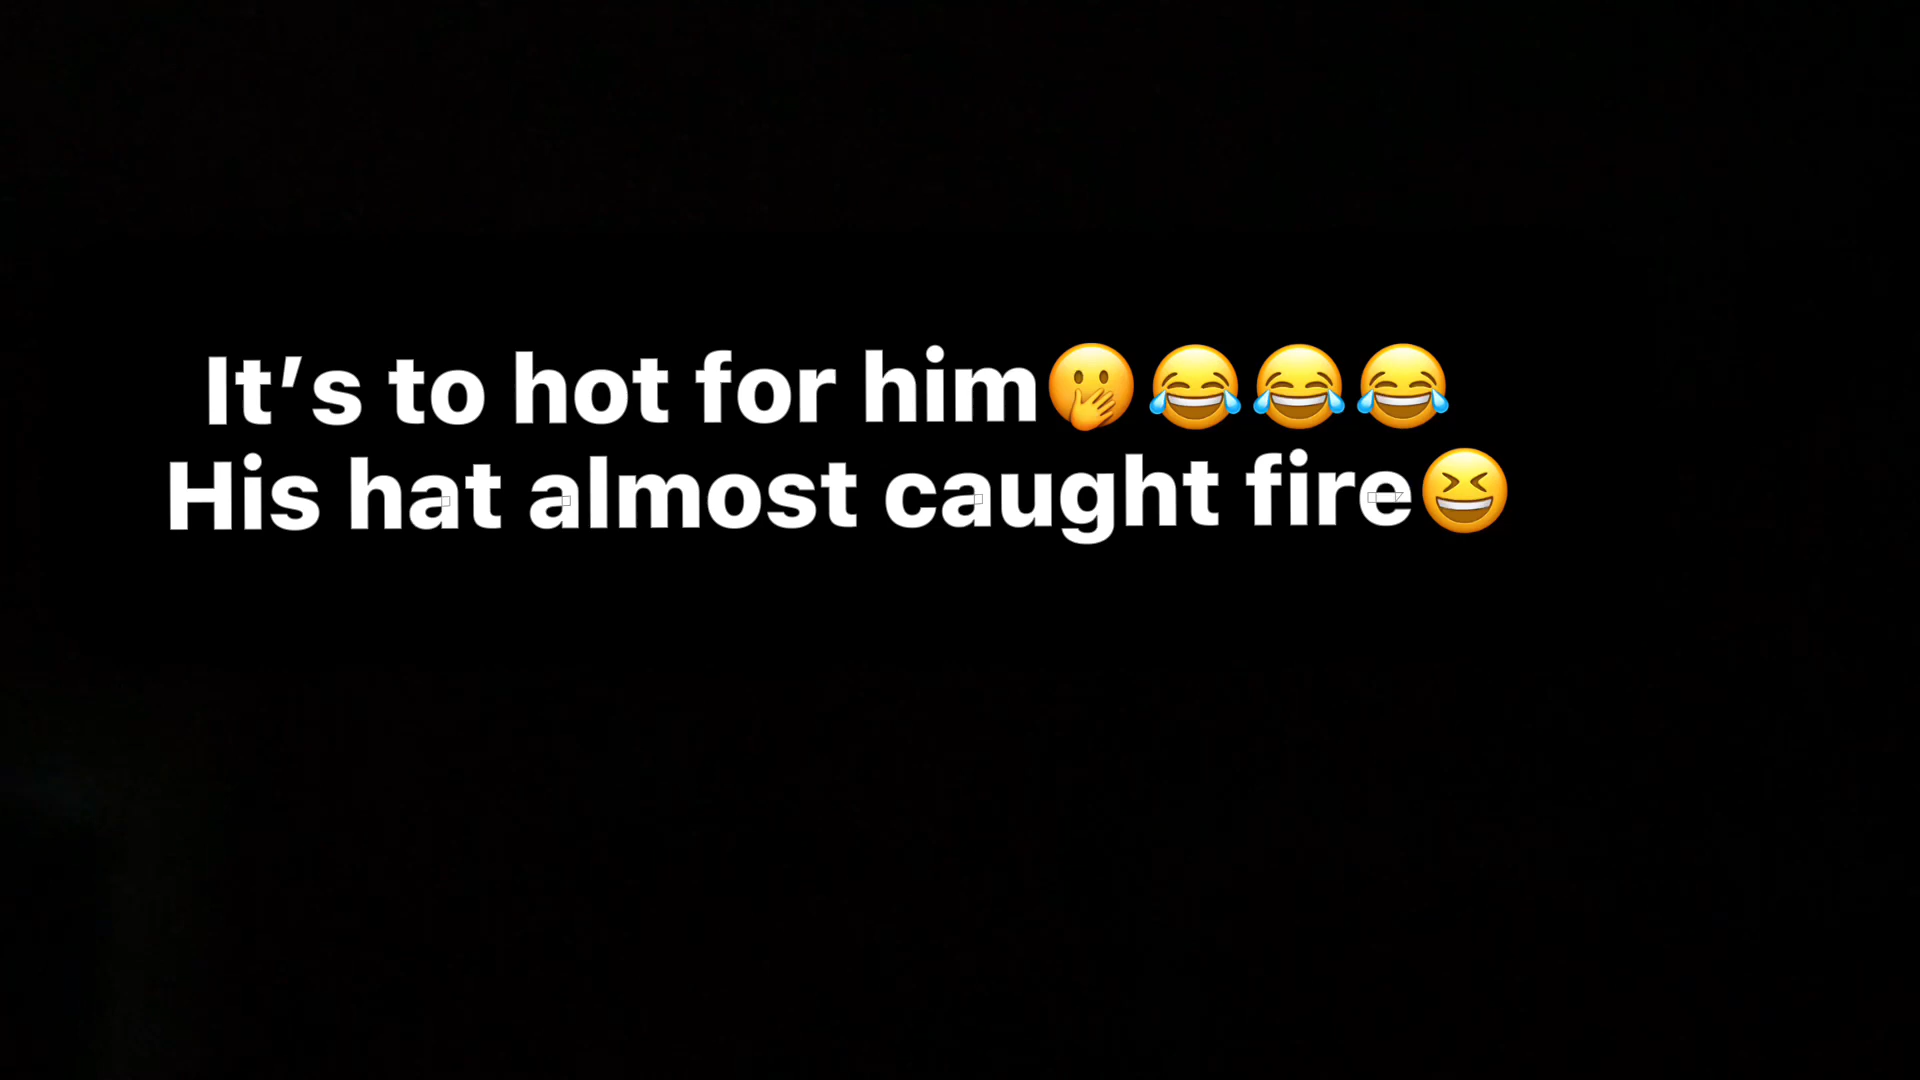 It’s to hot for him🫢😂😂😂
His hat almost caught fire😆